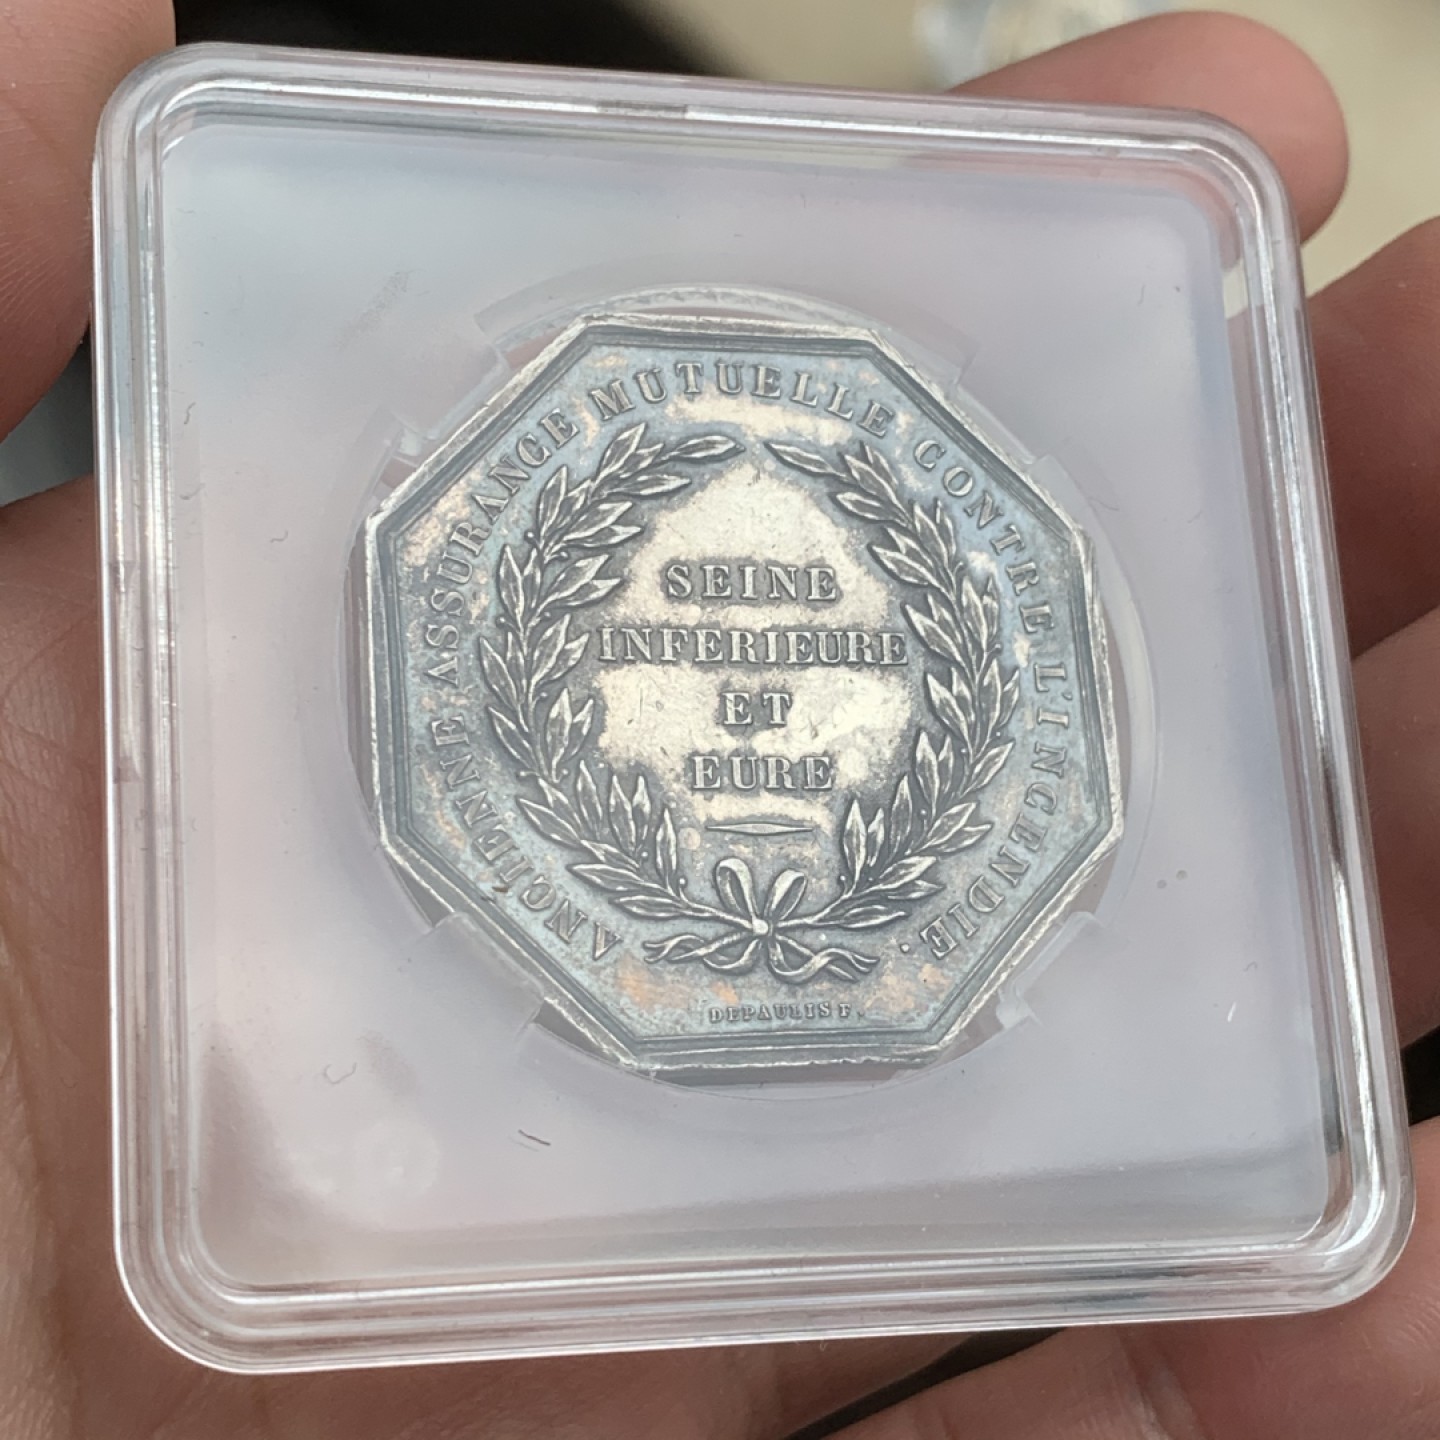 ANCIENNE ASSURANCE MUTUELLE CONTRE L'INCENDIE.
SEINE
INFERIEURE
ET
EURE
DEPAULIS F.